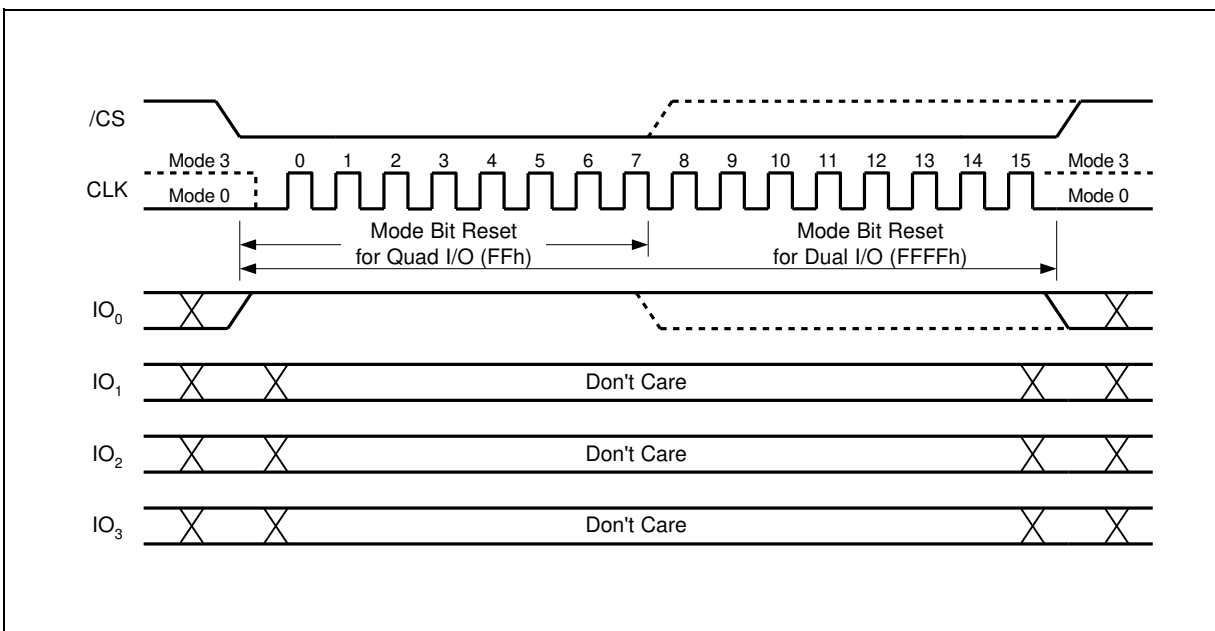 /CS
Mode 3 0 1 2 3 4 5 6 7 8 9 10 11 12 13 14 15 Mode 3
CLK
Mode 0 Mode 0
Mode Bit Reset Mode Bit Reset
for Quad I/O (FFh) for Dual I/O (FFFFh)
IO₀
IO₁ Don't Care
IO₂ Don't Care
IO₃ Don't Care